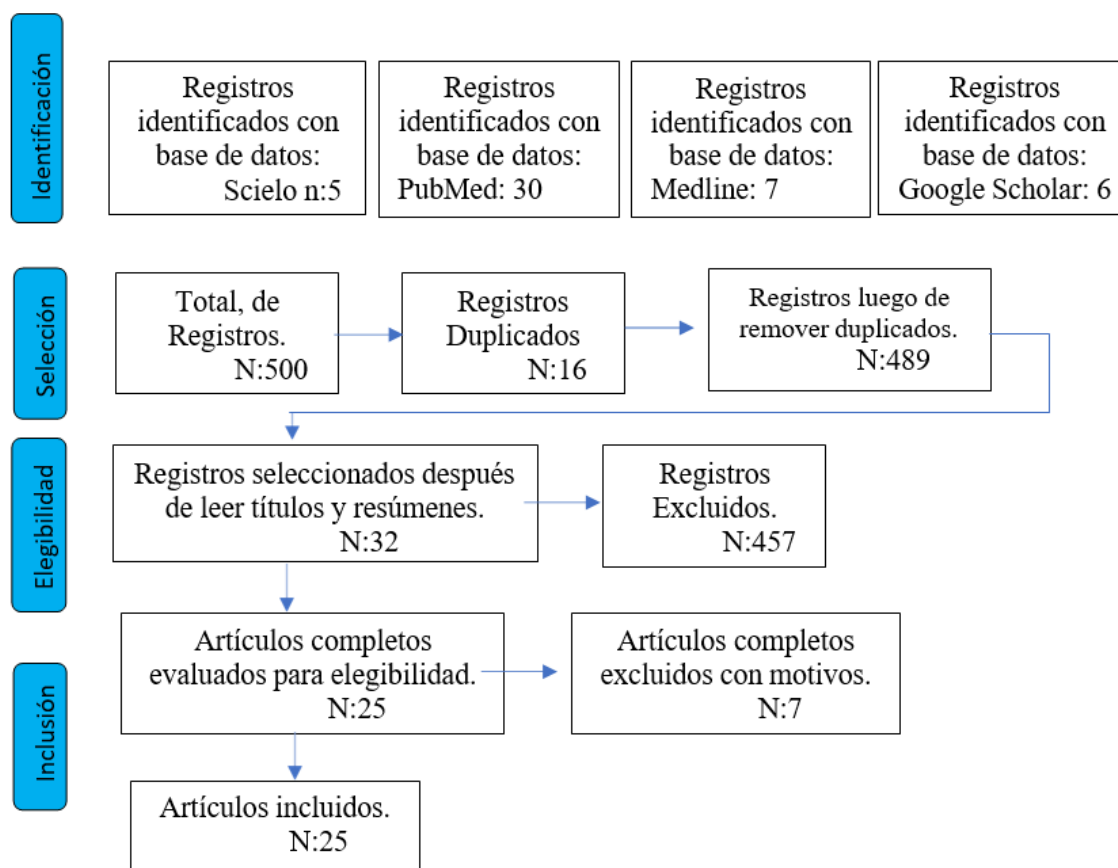 Identificación
Registros
identificados con
base de datos:
Scielo n:5
Registros
identificados con
base de datos:
PubMed: 30
Registros
identificados con
base de datos:
Medline: 7
Registros
identificados con
base de datos:
Google Scholar: 6
Selección
Total, de
Registros.
N:500
Registros
Duplicados
N:16
Registros luego de
remover duplicados.
N:489
Elegibilidad
Registros seleccionados después
de leer títulos y resúmenes.
N:32
Registros
Excluidos.
N:457
Artículos completos
evaluados para elegibilidad.
N:25
Artículos completos
excluidos con motivos.
N:7
Inclusión
Artículos incluidos.
N:25